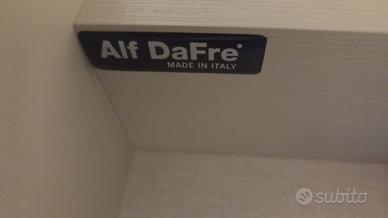 Alf DaFre®
MADE IN ITALY
subito